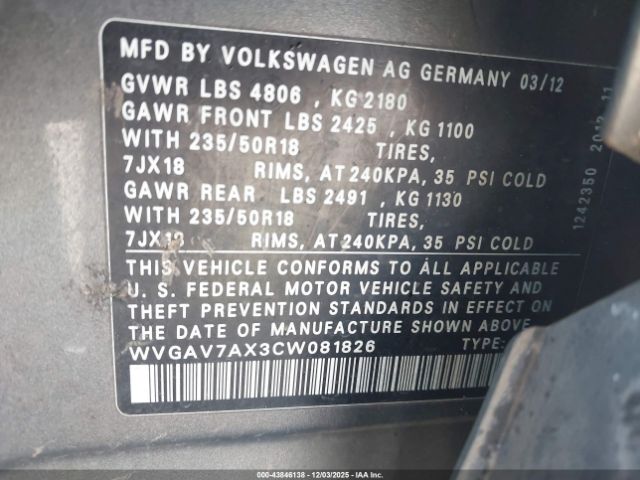 MFD BY VOLKSWAGEN AG GERMANY 03/12
GVWR LBS 4806 , KG 2180
GAWR FRONT LBS 2425 , KG 1100
WITH 235/50R18 TIRES,
7JX18 RIMS, AT 240KPA, 35 PSI COLD
GAWR REAR LBS 2491 , KG 1130
WITH 235/50R18 TIRES,
RIMS, AT 240KPA, 35 PSI COLD
THIS VEHICLE CONFORMS TO ALL APPLICABLE
U. S. FEDERAL MOTOR VEHICLE SAFETY AND
THEFT PREVENTION STANDARDS IN EFFECT ON
THE DATE OF MANUFACTURE SHOWN ABOVE
WVGAV7AX3CW081826 TYPE:
1242350
000-43846138 - 12/03/2025 - IAAI.COM